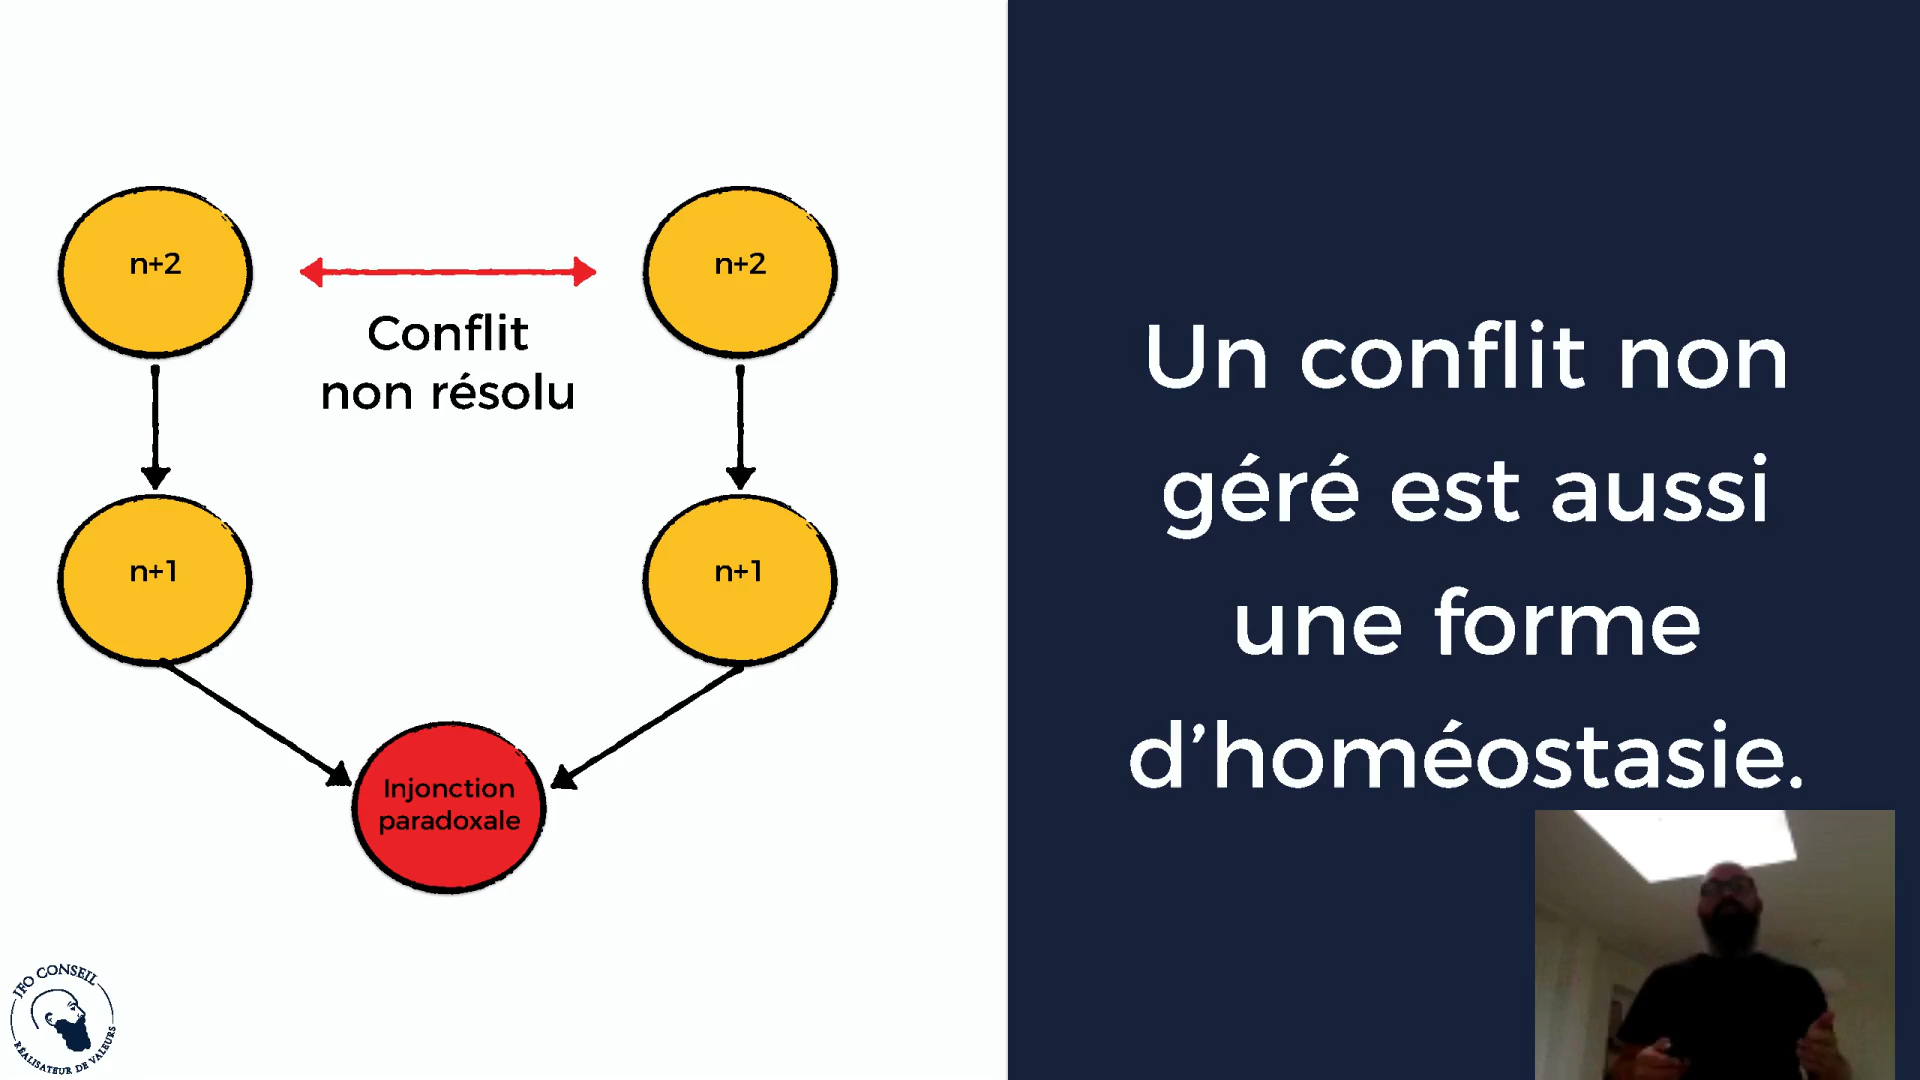 n+2
n+2
Conflit
non résolu
n+1
n+1
Injonction
paradoxale
Un conflit non
géré est aussi
une forme
d’homéostasie.
JFO CONSEIL
RÉALISATEUR DE VALEURS